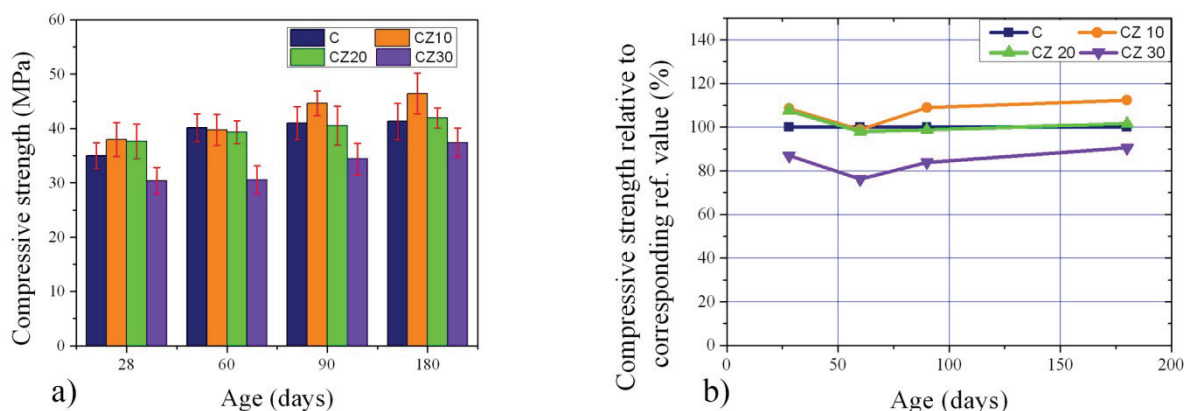 60
50
40
30
20
10
0
Compressive strength (MPa)
C CZ10
CZ20 CZ30
28 60 90 180
Age (days)
a)
140
120
100
80
60
40
20
0
Compressive strength relative to
corresponding ref. value (%)
C CZ 10
CZ 20 CZ 30
0 50 100 150 200
Age (days)
b)